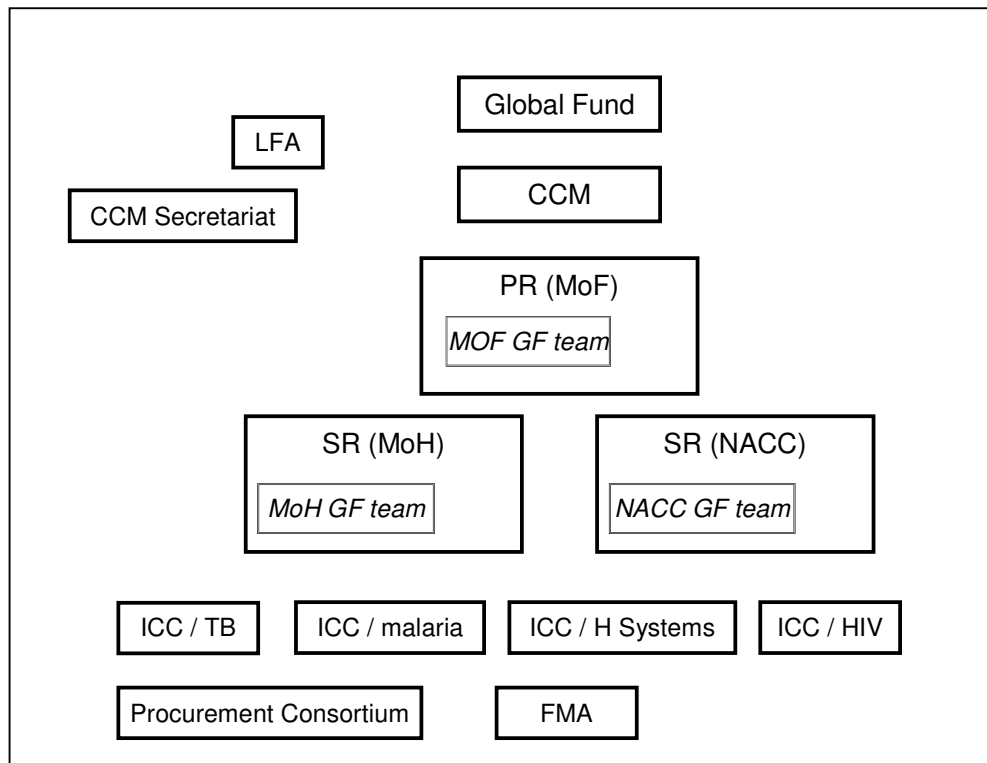 Global Fund
LFA
CCM
CCM Secretariat
PR (MoF)
MOF GF team
SR (MoH)
SR (NACC)
MoH GF team
NACC GF team
ICC / TB
ICC / malaria
ICC / H Systems
ICC / HIV
Procurement Consortium
FMA